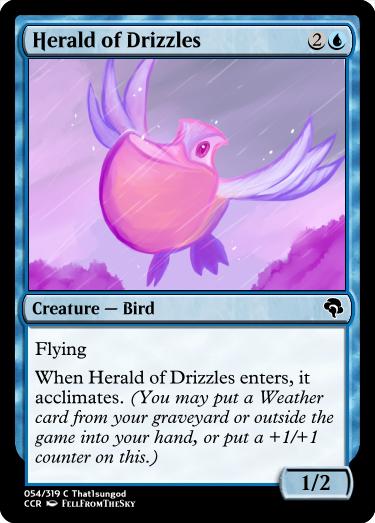 Herald of Drizzles 2
Creature — Bird
Flying
When Herald of Drizzles enters, it
acclimates. (You may put a Weather
card from your graveyard or outside the
game into your hand, or put a +1/+1
counter on this.)
1/2
054/319 C ThatIsungod
CCR FellFromTheSky